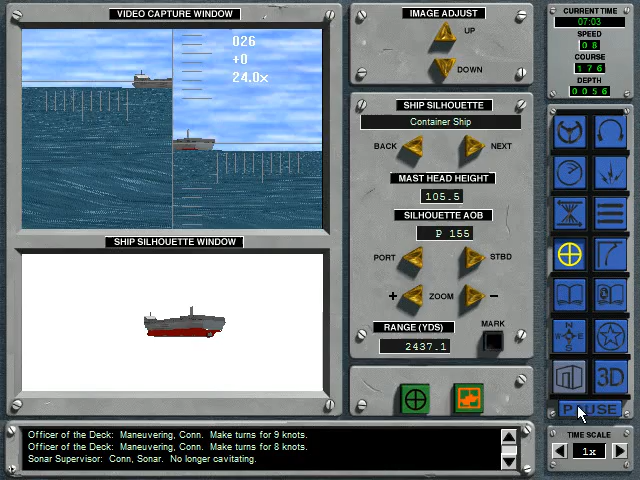 VIDEO CAPTURE WINDOW
026
+0
24.0x
SHIP SILHOUETTE WINDOW
IMAGE ADJUST
UP
DOWN
SHIP SILHOUETTE
Container Ship
BACK NEXT
MAST HEAD HEIGHT
105.5
SILHOUETTE AOB
P 155
PORT STBD
+ ZOOM -
RANGE (YDS)
MARK
2437.1
CURRENT TIME
07:03
SPEED
08
COURSE
176
DEPTH
0056
N
W E
S
3D
PAUSE
TIME SCALE
1x
Officer of the Deck: Maneuvering, Conn. Make turns for 9 knots.
Officer of the Deck: Maneuvering, Conn. Make turns for 8 knots.
Sonar Supervisor: Conn, Sonar. No longer cavitating.